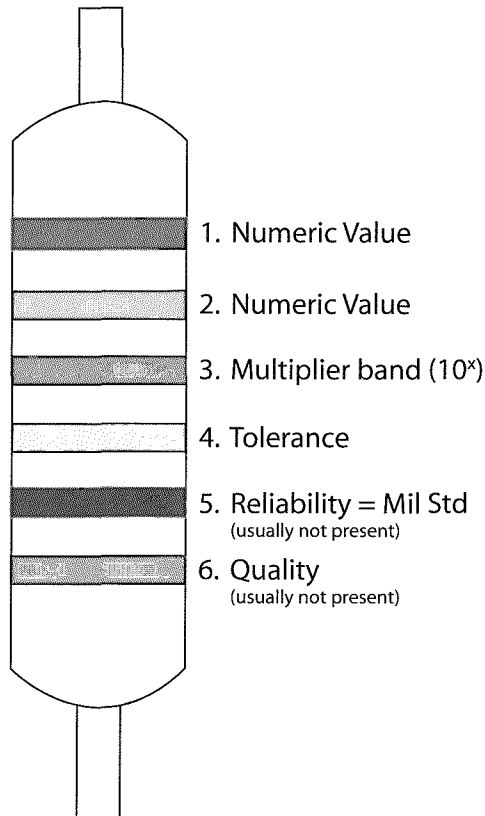 1. Numeric Value
2. Numeric Value
3. Multiplier band (10ˣ)
4. Tolerance
5. Reliability = Mil Std
(usually not present)
6. Quality
(usually not present)